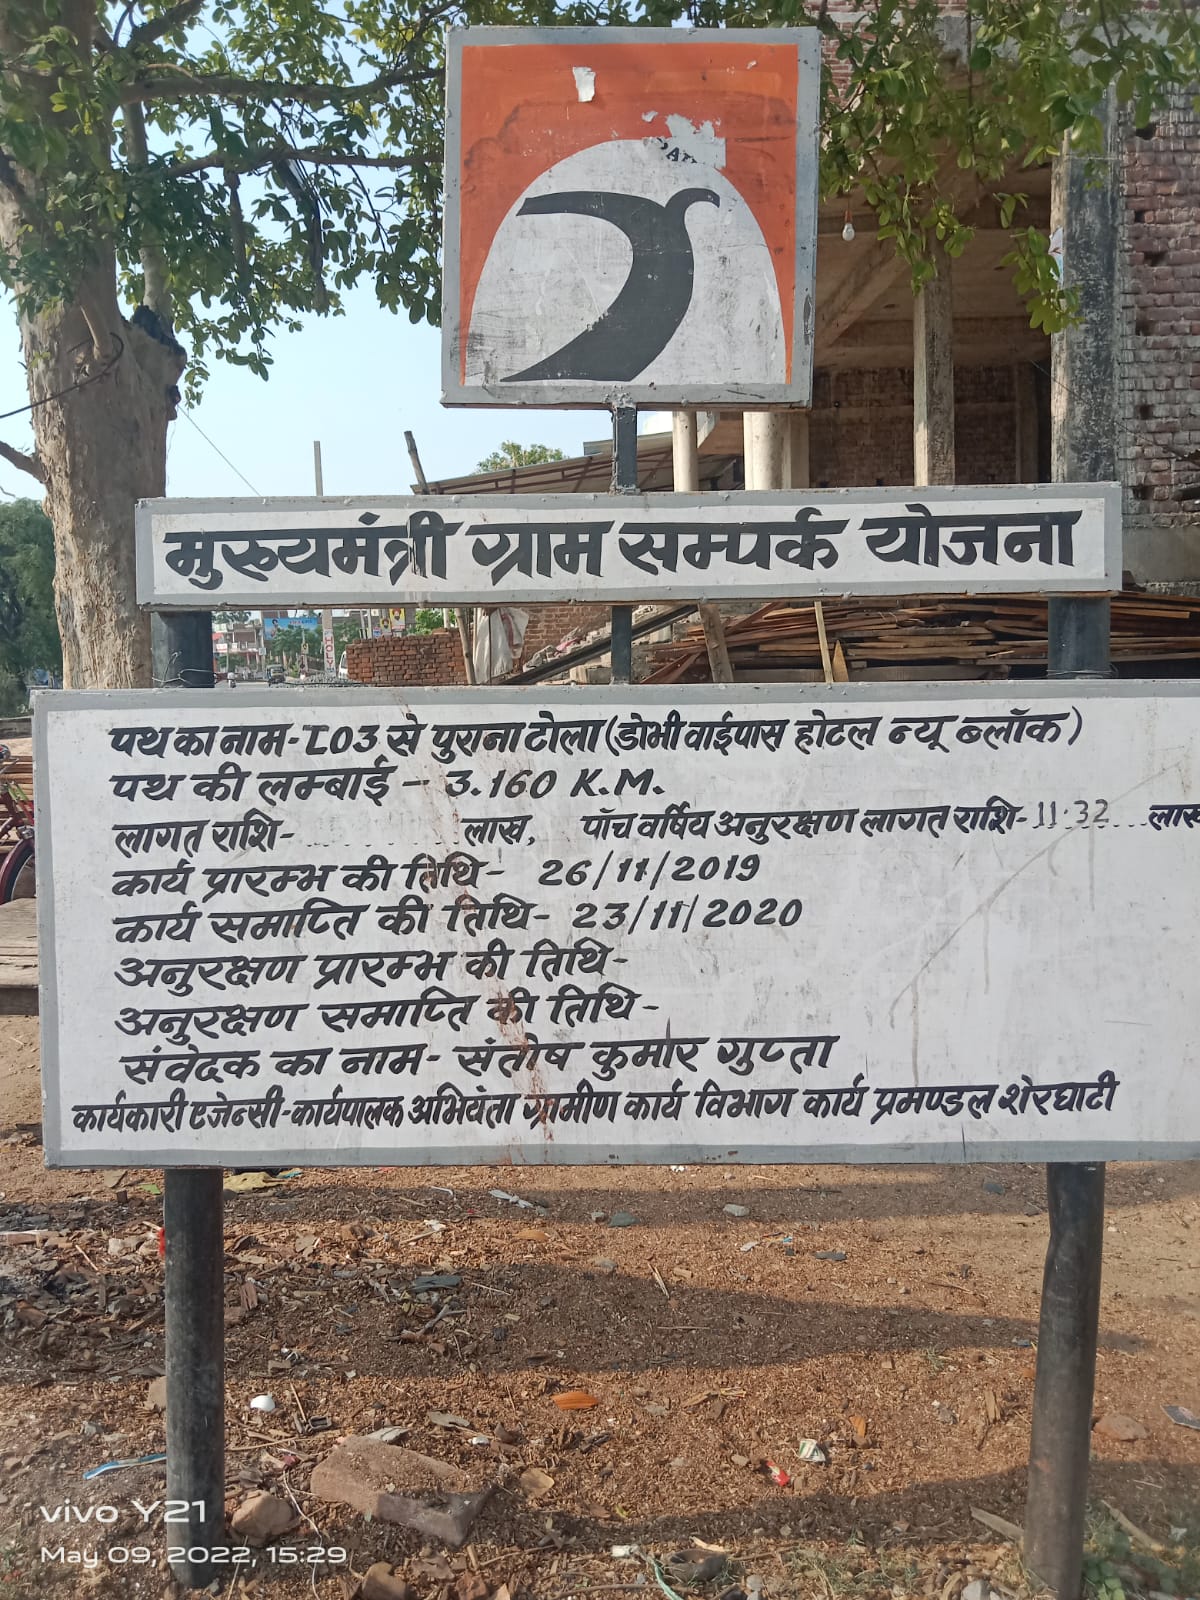 मुख्यमंत्री ग्राम सम्पर्क योजना
पथ का नाम- L03 से पुराना टोला (डोभी वाईपास होटल न्यू ब्लॉक)
पथ की लम्बाई - 3.160 K.M.
लागत राशि- लाख, पाँच वर्षिय अनुरक्षण लागत राशि- 11.32 लाख
कार्य प्रारम्भ की तिथि- 26/11/2019
कार्य समाप्ति की तिथि- 23/11/2020
अनुरक्षण प्रारम्भ की तिथि-
अनुरक्षण समाप्ति की तिथि-
संवेदक का नाम- संतोष कुमार गुप्ता
कार्यकारी एजेन्सी-कार्यपालक अभियंता ग्रामीण कार्य विभाग कार्य प्रमण्डल शेरघाटी
vivo Y21
May 09, 2022, 15:29